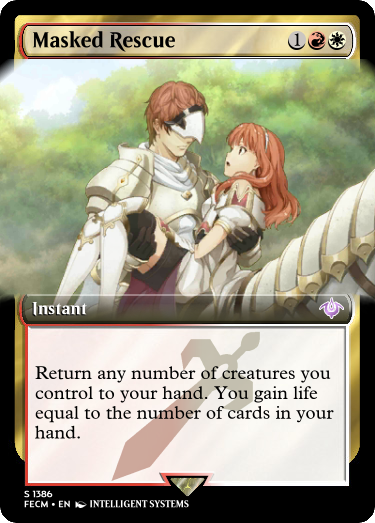 Masked Rescue 1
Instant
Return any number of creatures you
control to your hand. You gain life
equal to the number of cards in your
hand.
S 1386
FECM • EN INTELLIGENT SYSTEMS